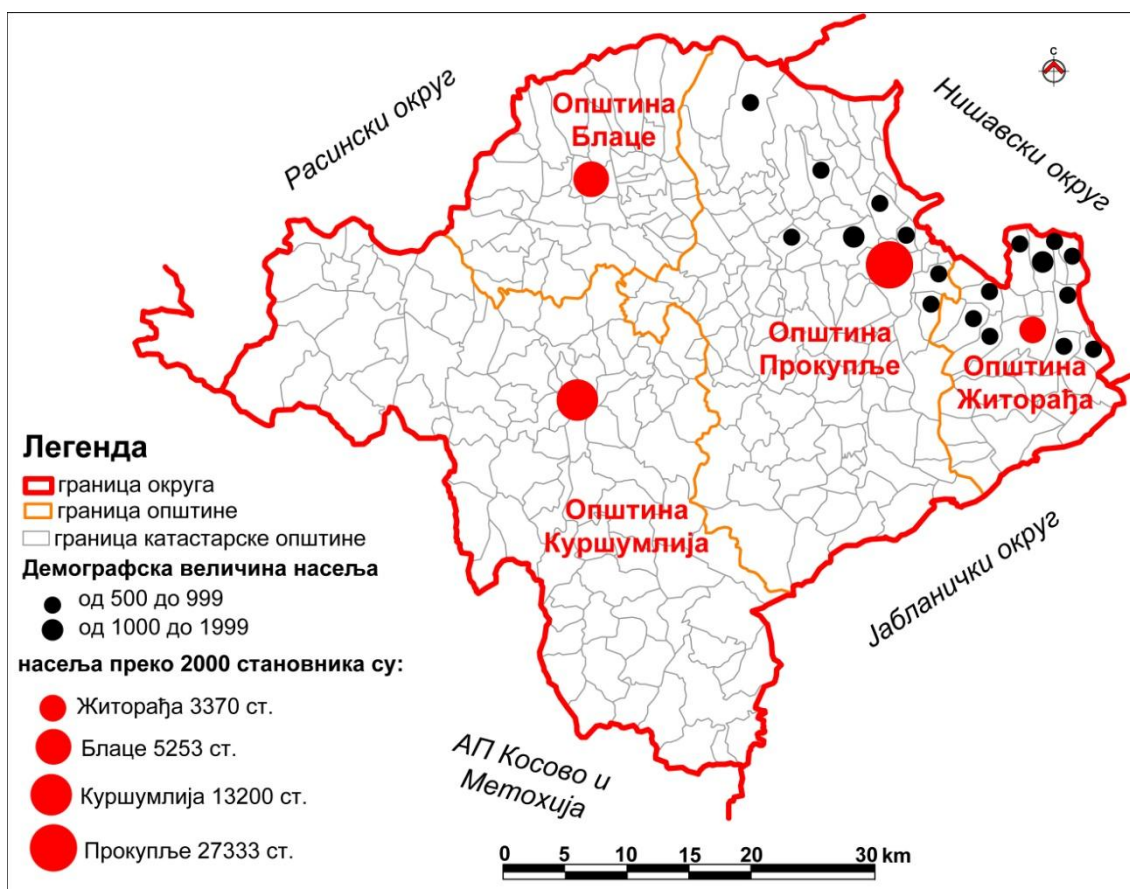 с
Расински округ
Нишавски округ
Општина
Блаце
Општина
Прокупље
Општина
Житорађа
Општина
Куршумлија
Јабланички округ
АП Косово и
Метохија
Легенда
граница округа
граница општине
граница катастарске општине
Демографска величина насеља
од 500 до 999
од 1000 до 1999
насеља преко 2000 становника су:
Житорађа 3370 ст.
Блаце 5253 ст.
Куршумлија 13200 ст.
Прокупље 27333 ст.
0 5 10 15 20 30 km